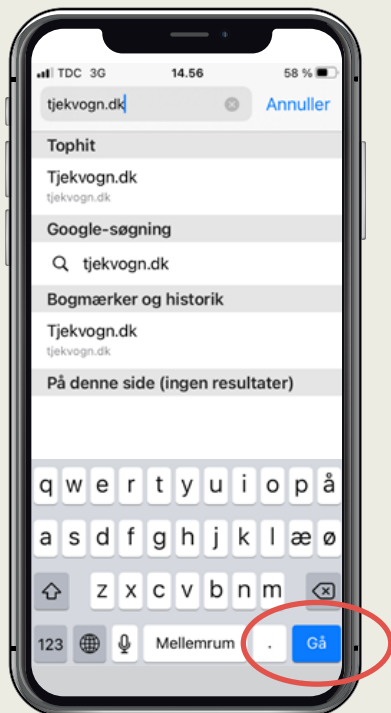 TDC 3G 14.56 58 %
tjekvogn.dk Annuller
Tophit
Tjekvogn.dk
tjekvogn.dk
Google-søgning
tjekvogn.dk
Bogmærker og historik
Tjekvogn.dk
tjekvogn.dk
På denne side (ingen resultater)
q w e r t y u i o p å
a s d f g h j k l æ ø
z x c v b n m
123 Mellemrum . Gå